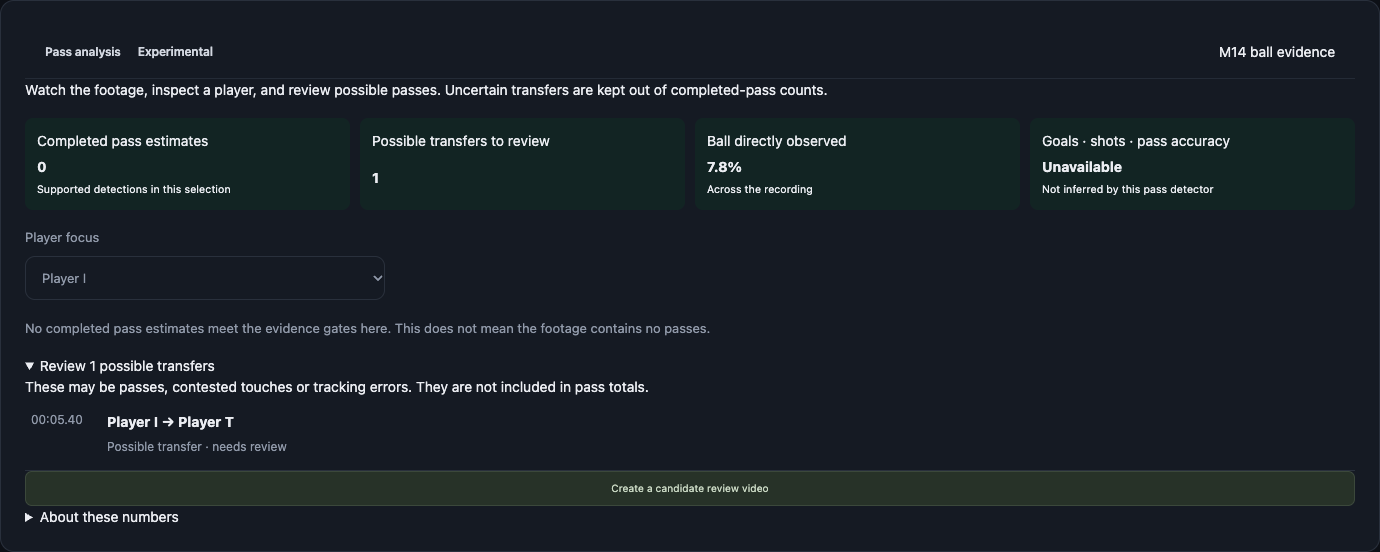 Pass analysis Experimental M14 ball evidence
Watch the footage, inspect a player, and review possible passes. Uncertain transfers are kept out of completed-pass counts.
Completed pass estimates
0
Supported detections in this selection
Possible transfers to review
1
Ball directly observed
7.8%
Across the recording
Goals · shots · pass accuracy
Unavailable
Not inferred by this pass detector
Player focus
Player I
No completed pass estimates meet the evidence gates here. This does not mean the footage contains no passes.
▼ Review 1 possible transfers
These may be passes, contested touches or tracking errors. They are not included in pass totals.
00:05.40 Player I → Player T
Possible transfer · needs review
Create a candidate review video
▶ About these numbers